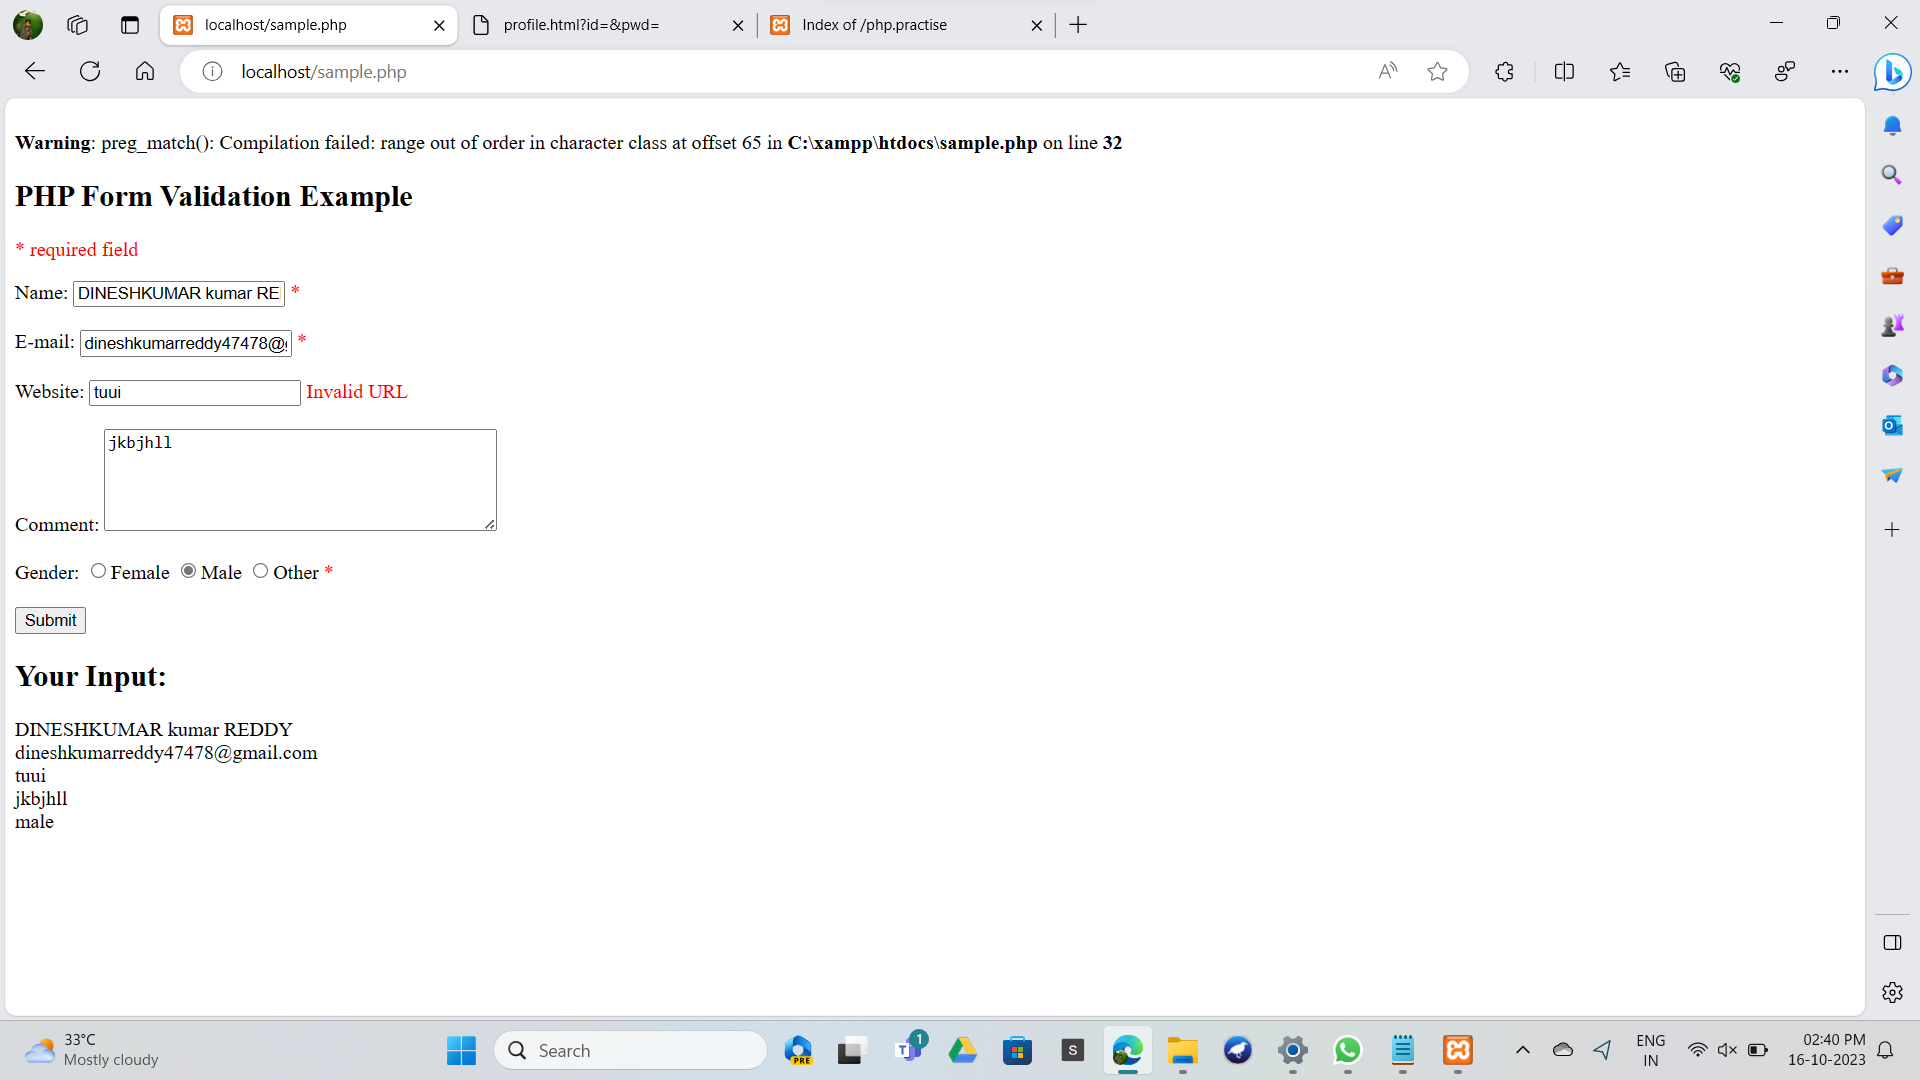 localhost/sample.php
profile.html?id=&pwd=
Index of /php.practise
localhost/sample.php
Warning: preg_match(): Compilation failed: range out of order in character class at offset 65 in C:\xampp\htdocs\sample.php on line 32
PHP Form Validation Example
* required field
Name: DINESHKUMAR kumar RE *
E-mail: dineshkumarreddy47478@ *
Website: tuui Invalid URL
jkbjhll
Comment:
Gender: Female Male Other *
Submit
Your Input:
DINESHKUMAR kumar REDDY
dineshkumarreddy47478@gmail.com
tuui
jkbjhll
male
33°C
Mostly cloudy
Search
PRE
T
1
S
ENG
IN
02:40 PM
16-10-2023